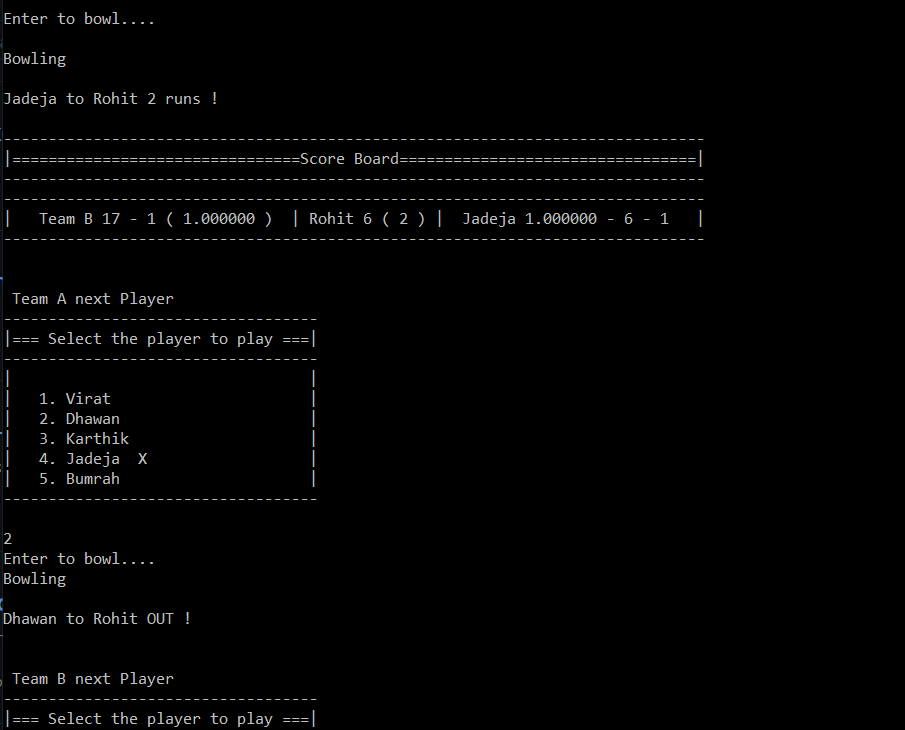 Enter to bowl....
Bowling
Jadeja to Rohit 2 runs !
------------------------------------------------------------------------------
|================================Score Board=================================|
------------------------------------------------------------------------------
------------------------------------------------------------------------------
|   Team B 17 - 1 ( 1.000000 )  | Rohit 6 ( 2 ) |  Jadeja 1.000000 - 6 - 1   |
------------------------------------------------------------------------------
 Team A next Player
-----------------------------------
|=== Select the player to play ===|
-----------------------------------
|                                 |
|   1. Virat                      |
|   2. Dhawan                     |
|   3. Karthik                    |
|   4. Jadeja  X                  |
|   5. Bumrah                     |
-----------------------------------
2
Enter to bowl....
Bowling
Dhawan to Rohit OUT !
 Team B next Player
-----------------------------------
|=== Select the player to play ===|